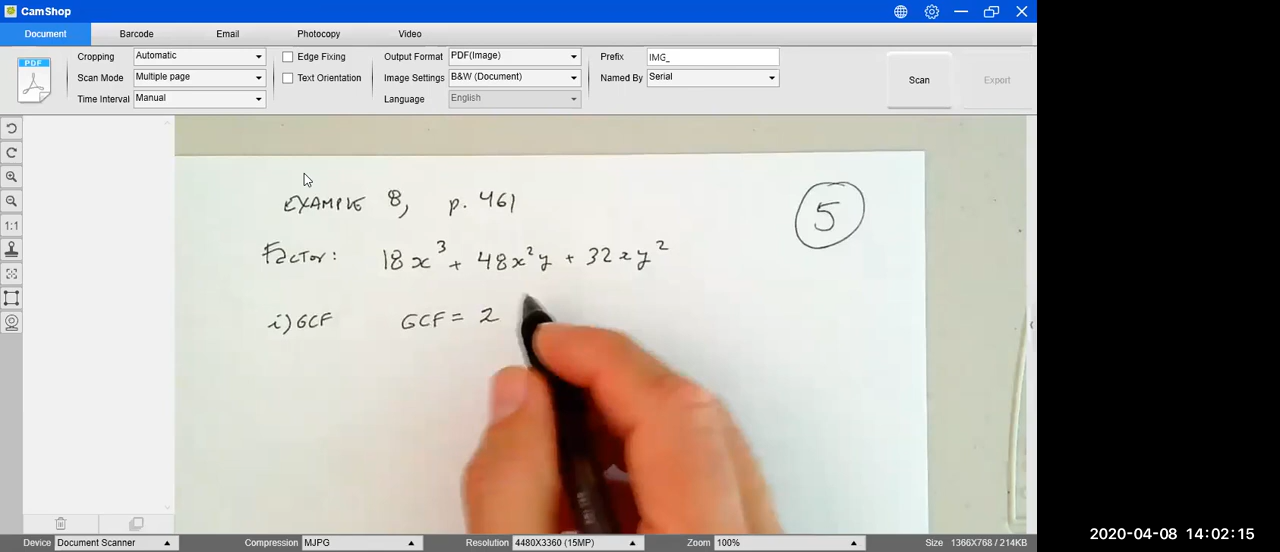 CamShop
Document Barcode Email Photocopy Video
Cropping Automatic Edge Fixing Output Format PDF(Image) Prefix IMG_
Scan Mode Multiple page Text Orientation Image Settings B&W (Document) Named By Serial
Time Interval Manual Language English
PDF
Scan Export
1:1
EXAMPLE 8, p. 461
5
Factor: 18x³ + 48x²y + 32xy²
i) GCF GCF = 2
Device Document Scanner Compression MJPG Resolution 4480X3360 (15MP) Zoom 100% Size 1366X768 / 214KB
2020-04-08 14:02:15